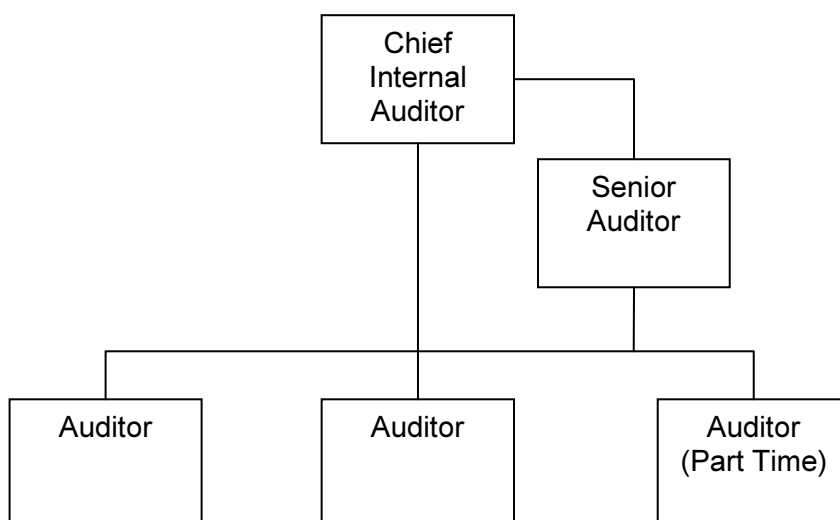 Chief
Internal
Auditor
Senior
Auditor
Auditor
Auditor
Auditor
(Part Time)